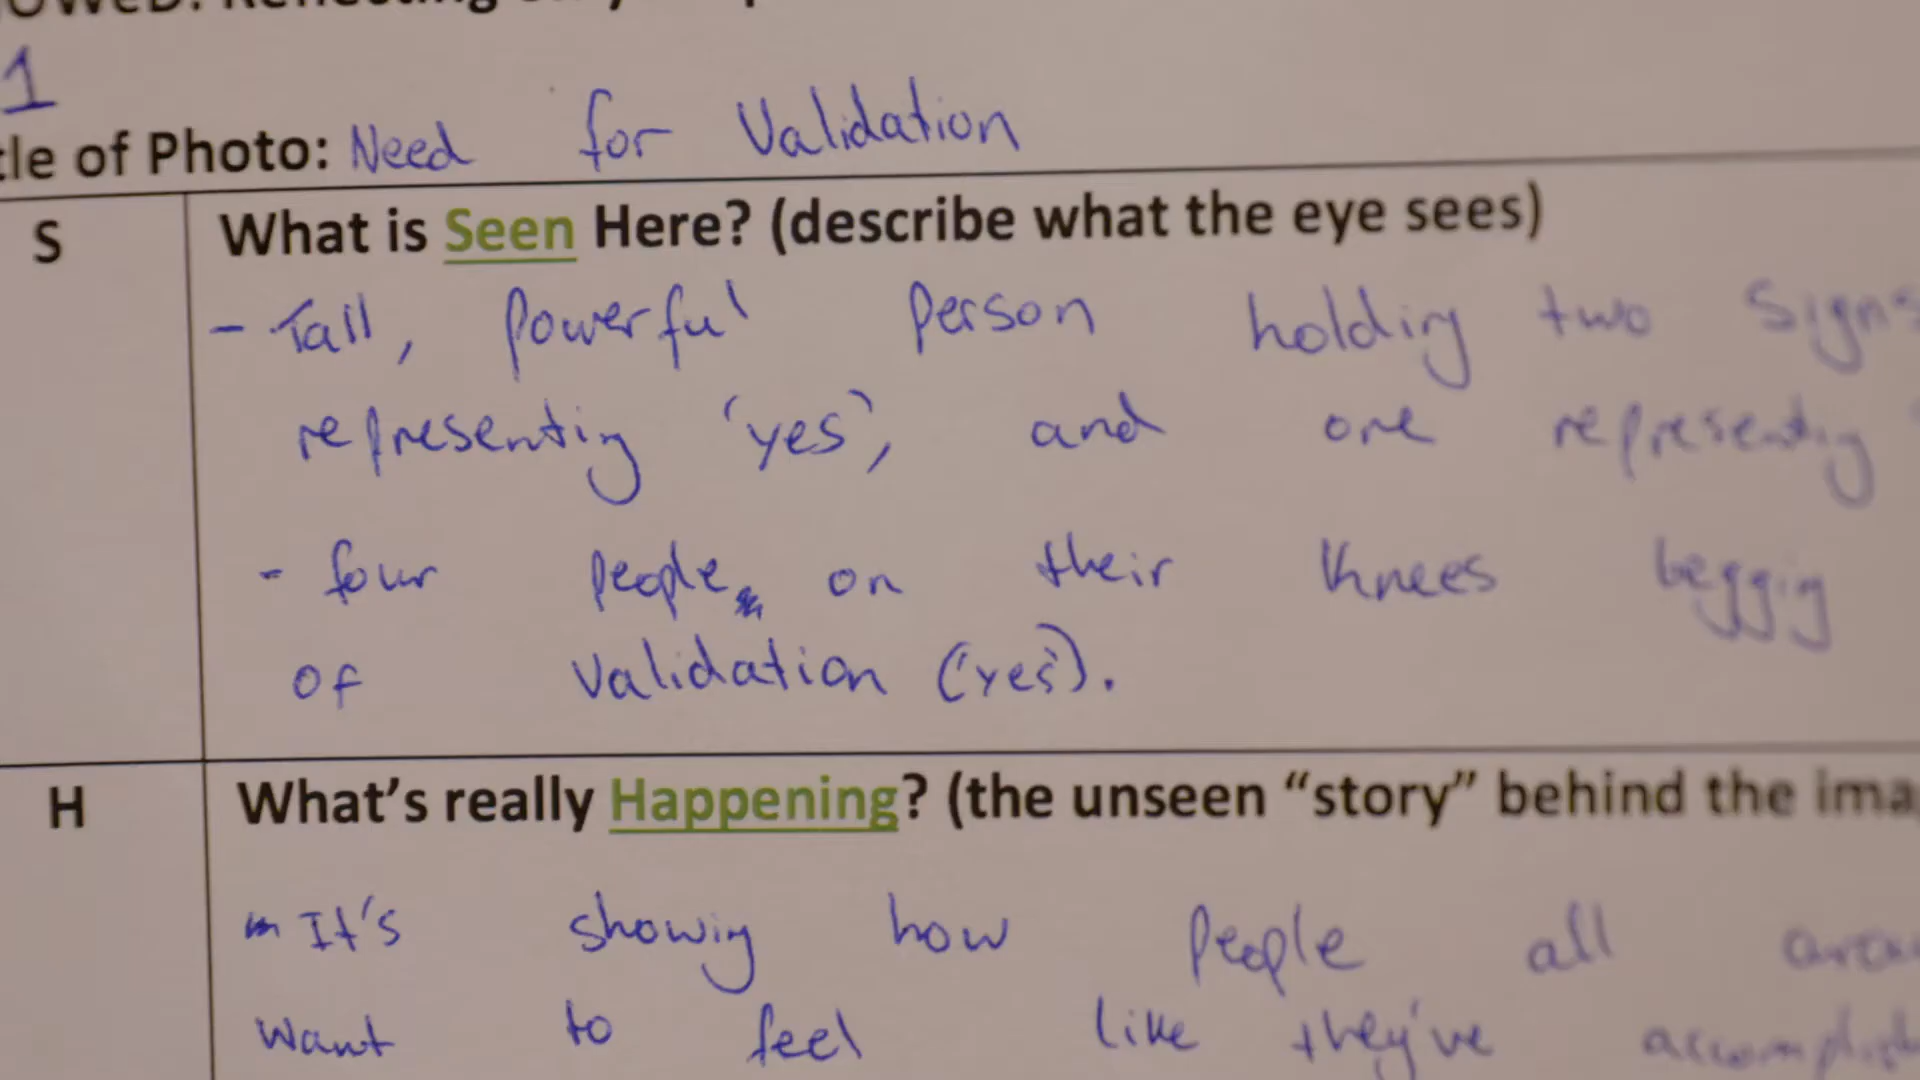 1
tle of Photo: Need for Validation
S What is Seen Here? (describe what the eye sees)
- Tall, powerful person holding two signs
representing 'yes', and one representing
- four people on their knees begging
of validation ('yes').
H What's really Happening? (the unseen "story" behind the ima
It's showing how people all
want to feel like they've